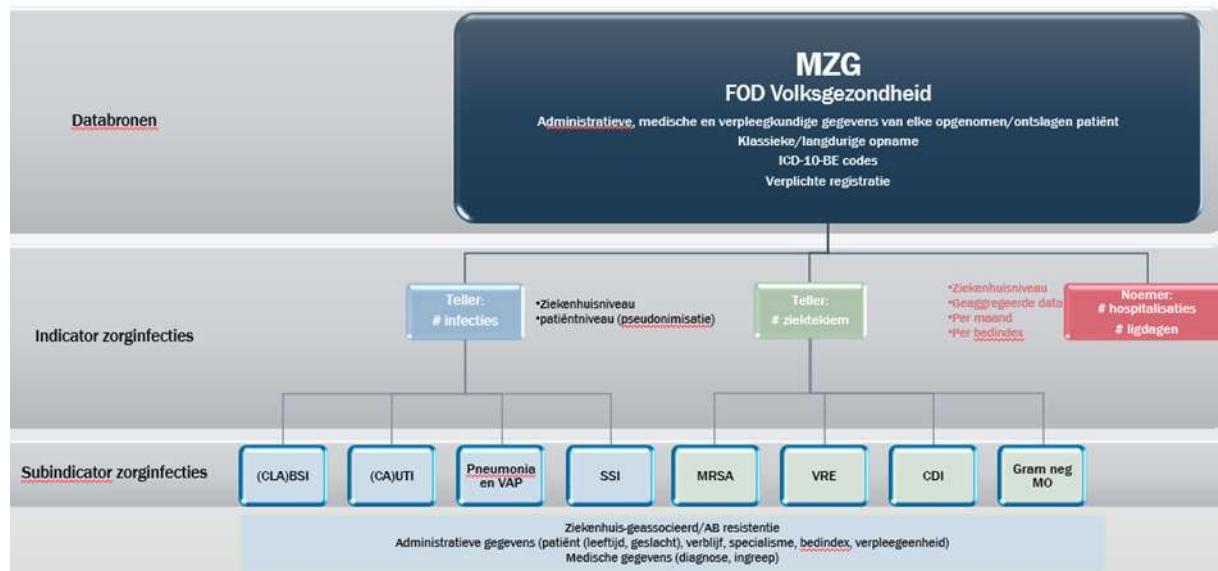 MZG
FOD Volksgezondheid
Databronen
Administratieve, medische en verpleegkundige gegevens van elke opgenomen/ontslagen patiënt
Klassieke/langdurige opname
ICD-10-BE codes
Verplichte registratie
Indicator zorginfecties
Teller:
# infecties
•Ziekenhuisniveau
•patiëntniveau (pseudonimisatie)
Teller:
# ziektekiem
•Ziekenhuisniveau
•Geaggregeerde data
•Per maand
•Per bedindex
Noemer:
# hospitalisaties
# ligdagen
Subindicator zorginfecties
(CLA)BSI
(CA)UTI
Pneumonia
en VAP
SSI
MRSA
VRE
CDI
Gram neg
MO
Ziekenhuis-geassocieerd/AB resistentie
Administratieve gegevens (patiënt (leeftijd, geslacht), verblijf, specialisme, bedindex, verpleegeenheid)
Medische gegevens (diagnose, ingreep)